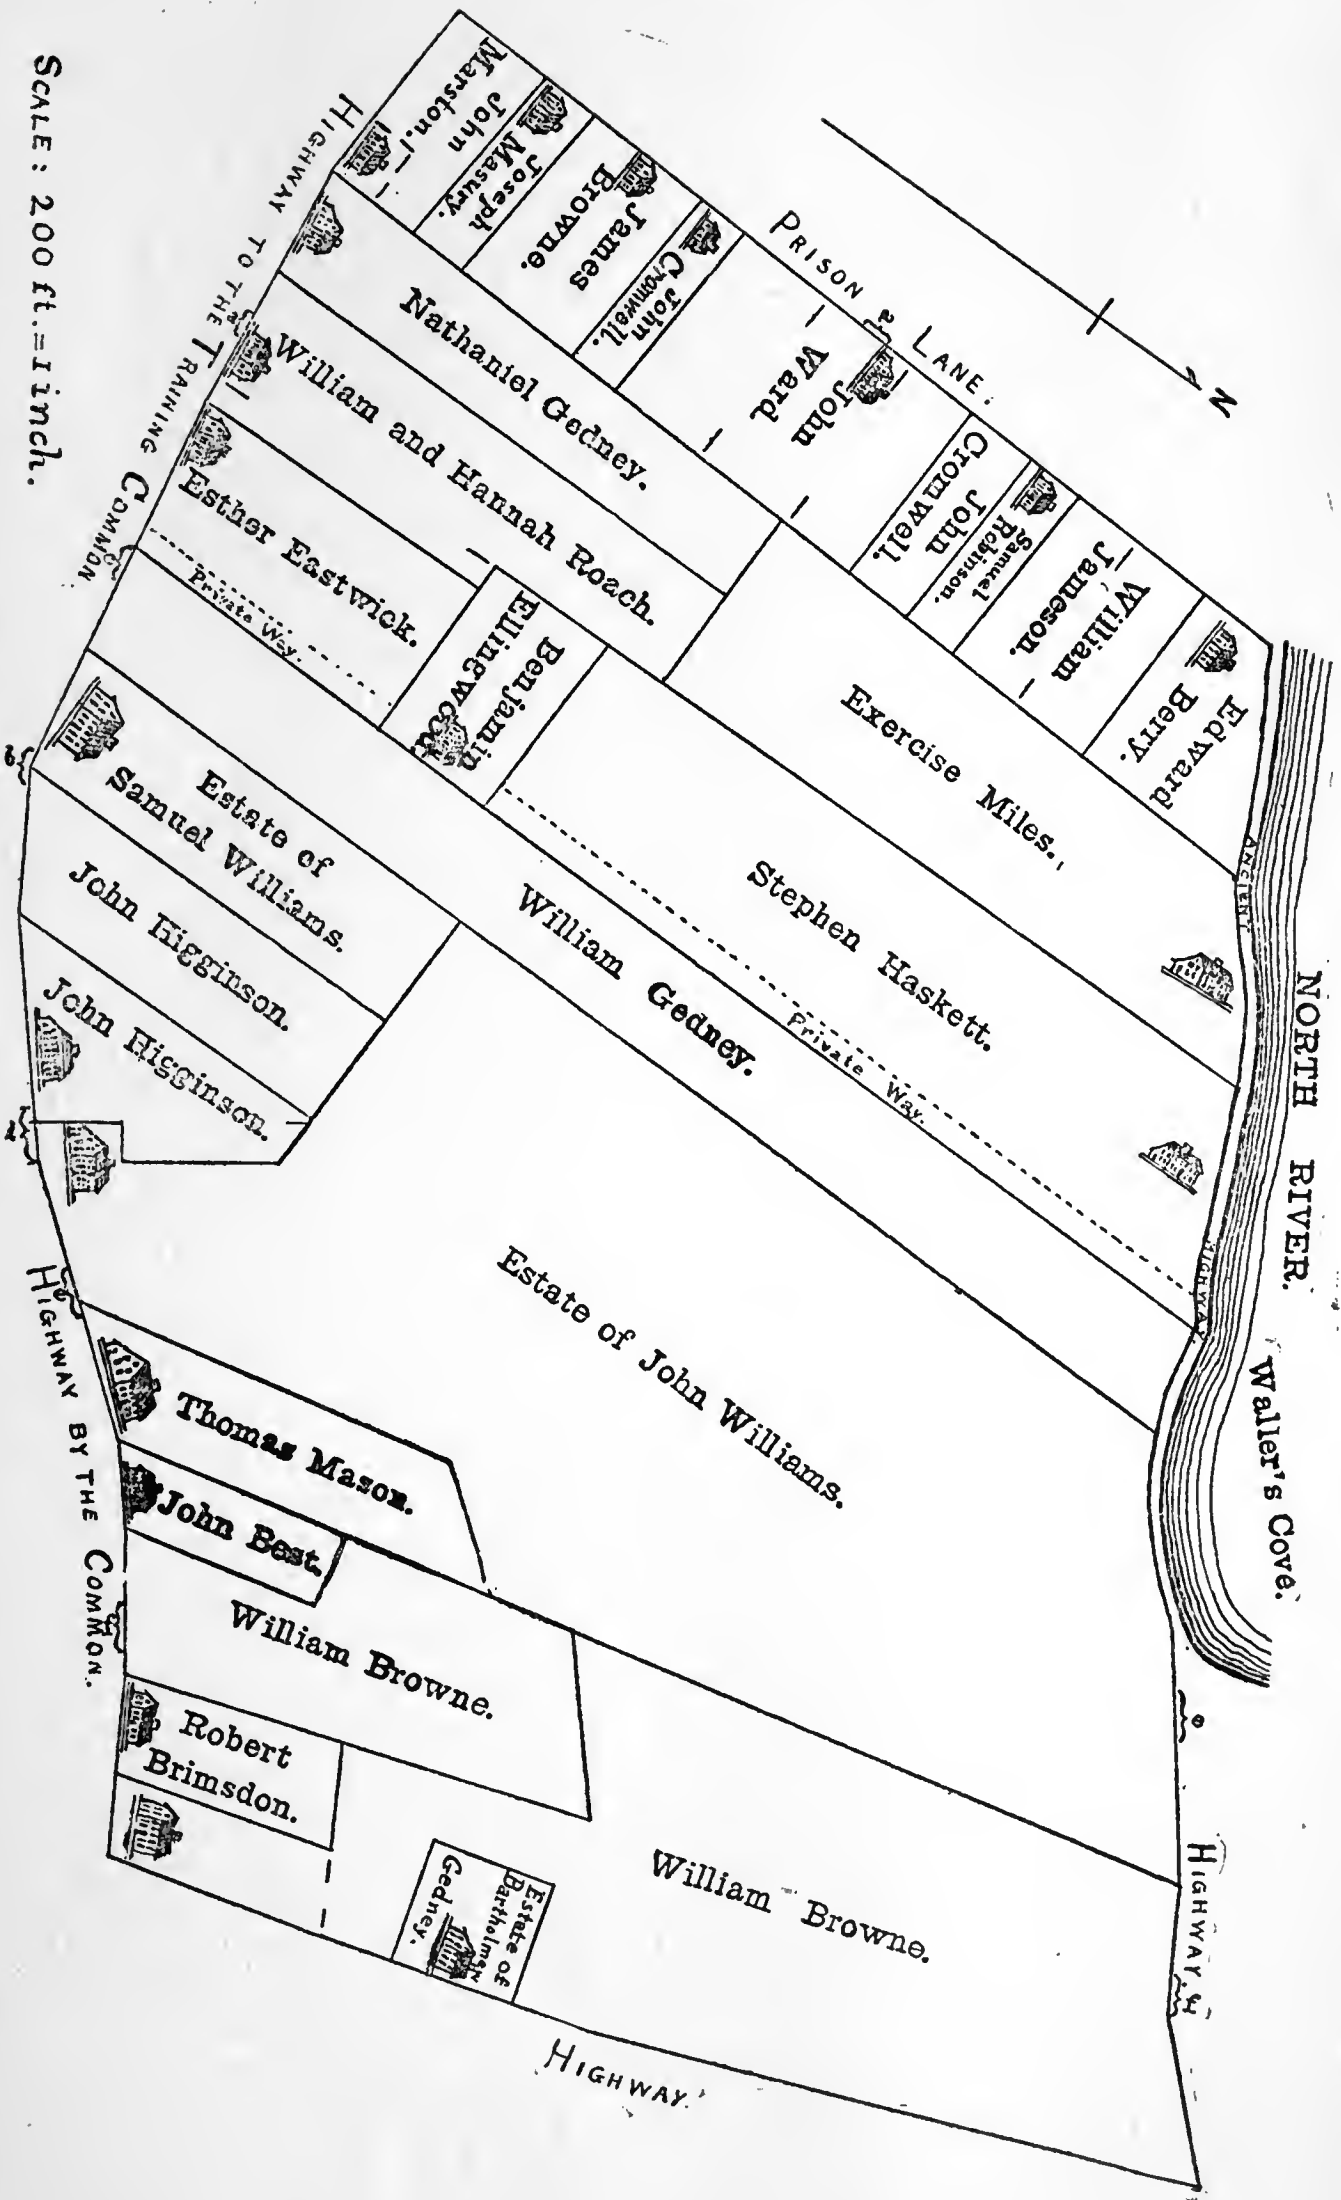 SCALE: 200 ft. = 1 inch.
HIGHWAY TO THE TRAINING COMMON
PRISON LANE.
N
NORTH RIVER.
Waller's Cove.
ANCIENT HIGHWAY.
John
Marston.
Joseph
Masury.
James
Browne.
John
Cromwell.
John
Ward.
John
Cromwell.
Samuel
Robinson.
William
Jameson.
Edward
Berry.
Nathaniel Gedney.
William and Hannah Roach.
Esther Eastwick.
Private Way.
Benjamin
Ellingwood.
Exercise Miles.
Stephen Haskett.
Private Way.
William Gedney.
Estate of
Samuel Williams.
John Higginson.
John Higginson.
Estate of John Williams.
Thomas Mason.
John Best.
William Browne.
Robert
Brimsdon.
William Browne.
Estate of
Bartholmew
Gedney.
HIGHWAY BY THE COMMON.
HIGHWAY.
HIGHWAY.
a
a
b
c
d
e
e
f
g